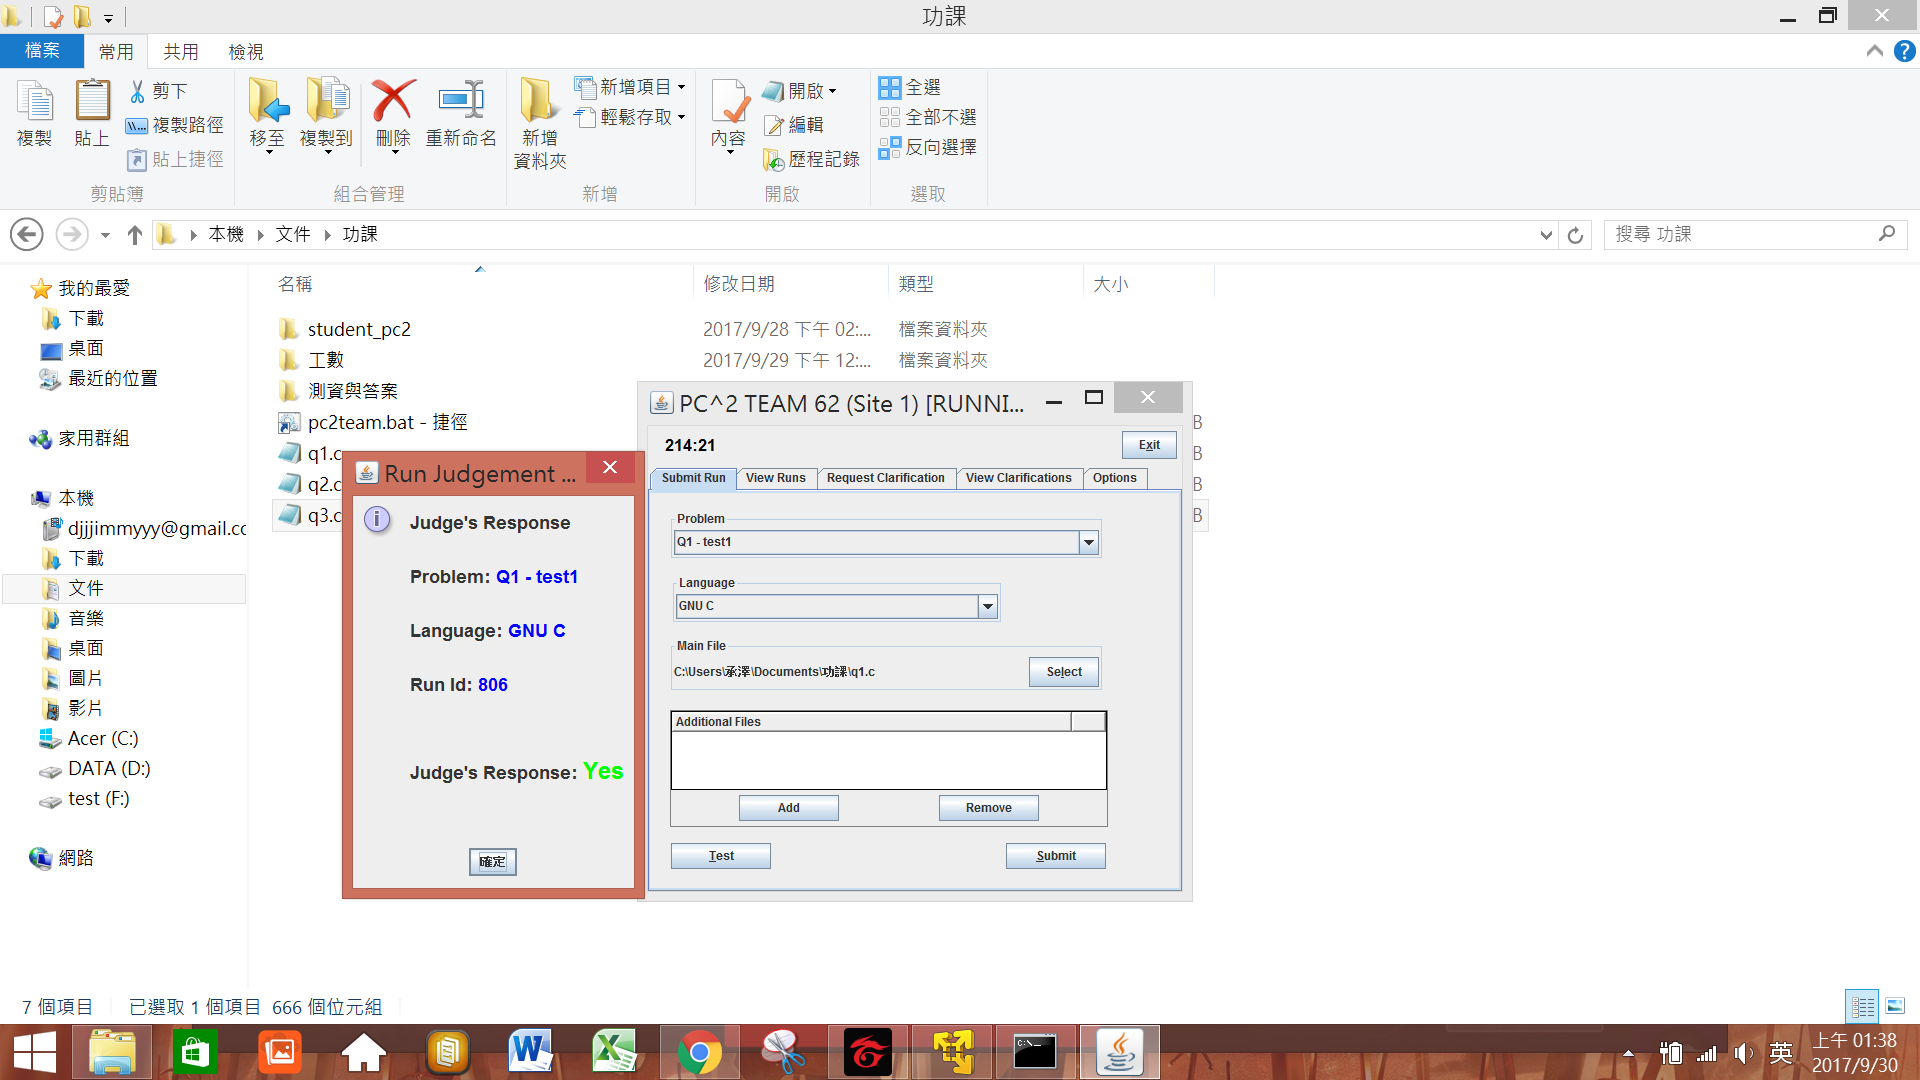 功課
檔案 常用 共用 檢視
複製
貼上
剪下
複製路徑
貼上捷徑
剪貼簿
移至
複製到
刪除
重新命名
組合管理
新增
資料夾
新增項目
輕鬆存取
新增
內容
開啟
編輯
歷程記錄
開啟
全選
全部不選
反向選擇
選取
本機 文件 功課
搜尋 功課
我的最愛
下載
桌面
最近的位置
家用群組
本機
djjjimmyyy@gmail.cc
下載
文件
音樂
桌面
圖片
影片
Acer (C:)
DATA (D:)
test (F:)
網路
名稱 修改日期 類型 大小
student_pc2 2017/9/28 下午 02:... 檔案資料夾
工數 2017/9/29 下午 12:... 檔案資料夾
測資與答案
pc2team.bat - 捷徑 B
q1.c B
q2.c B
q3.c B
Run Judgement ...
Judge's Response
Problem: Q1 - test1
Language: GNU C
Run Id: 806
Judge's Response: Yes
確定
PC^2 TEAM 62 (Site 1) [RUNNI...
214:21 Exit
Submit Run View Runs Request Clarification View Clarifications Options
Problem
Q1 - test1
Language
GNU C
Main File
C:\Users\承澤\Documents\功課\q1.c Select
Additional Files
Add Remove
Test Submit
7 個項目 已選取 1 個項目 666 個位元組
英
上午 01:38
2017/9/30